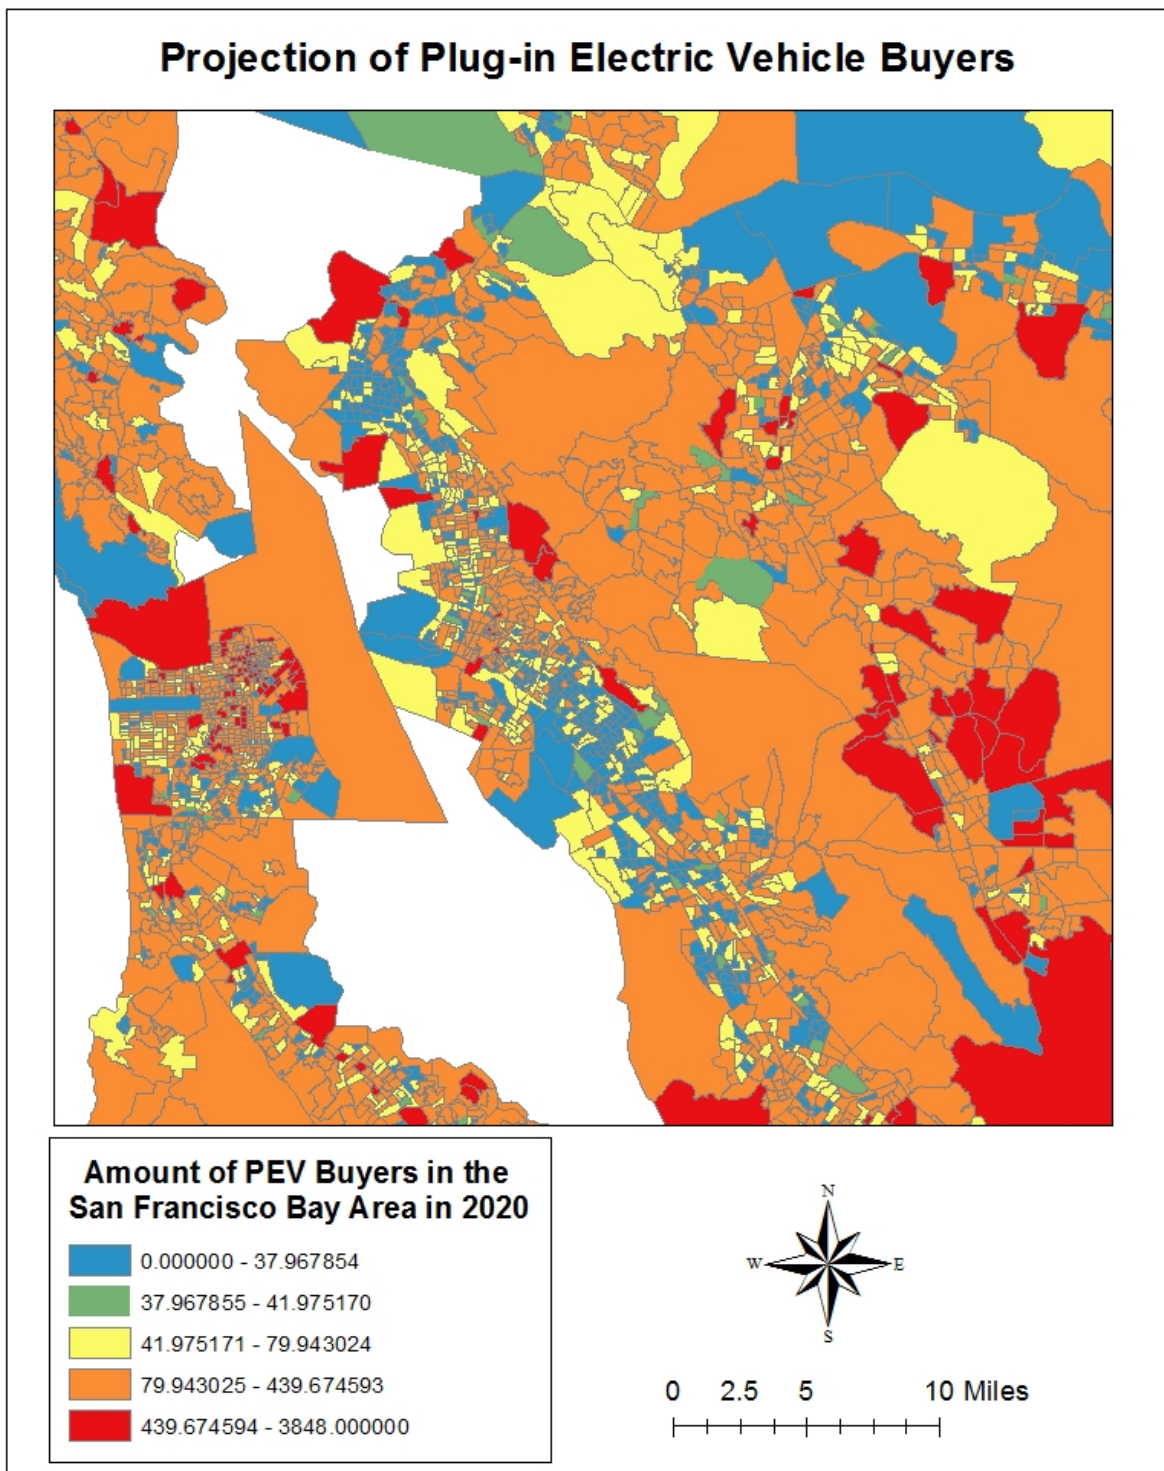 Projection of Plug-in Electric Vehicle Buyers
Amount of PEV Buyers in the
San Francisco Bay Area in 2020
0.000000 - 37.967854
37.967855 - 41.975170
41.975171 - 79.943024
79.943025 - 439.674593
439.674594 - 3848.000000
N
W E
S
0 2.5 5 10 Miles